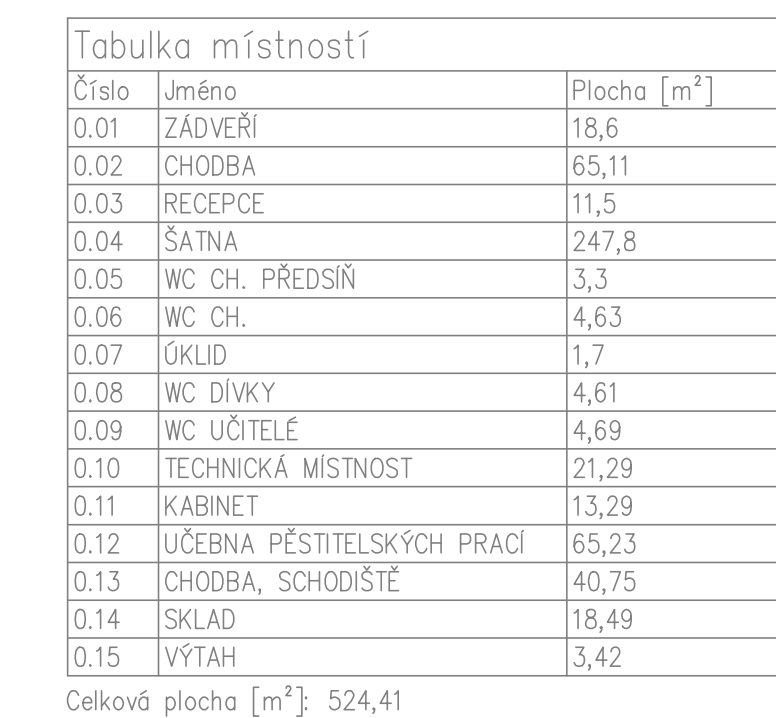 Tabulka místností
Číslo Jméno Plocha [m²]
0.01 ZÁDVEŘÍ 18,6
0.02 CHODBA 65,11
0.03 RECEPCE 11,5
0.04 ŠATNA 247,8
0.05 WC CH. PŘEDSÍŇ 3,3
0.06 WC CH. 4,63
0.07 ÚKLID 1,7
0.08 WC DÍVKY 4,61
0.09 WC UČITELÉ 4,69
0.10 TECHNICKÁ MÍSTNOST 21,29
0.11 KABINET 13,29
0.12 UČEBNA PĚSTITELSKÝCH PRACÍ 65,23
0.13 CHODBA, SCHODIŠTĚ 40,75
0.14 SKLAD 18,49
0.15 VÝTAH 3,42
Celková plocha [m²]: 524,41